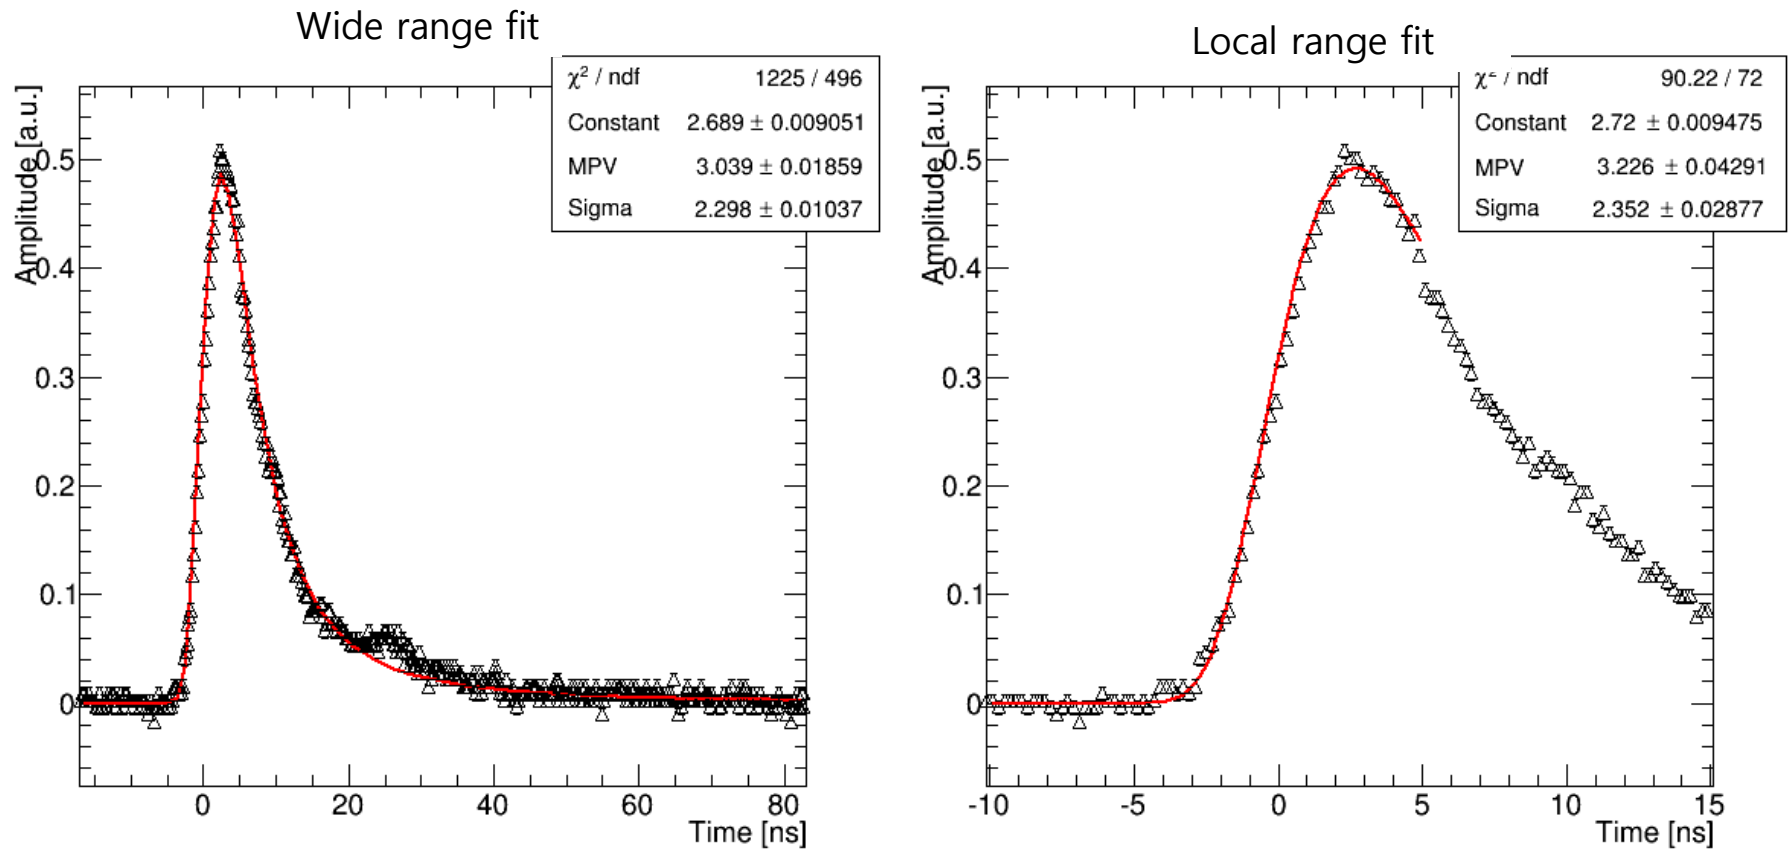 Wide range fit
χ² / ndf 1225 / 496
Constant 2.689 ± 0.009051
MPV 3.039 ± 0.01859
Sigma 2.298 ± 0.01037
Amplitude [a.u.]
0.5
0.4
0.3
0.2
0.1
0
0 20 40 60 80
Time [ns]
Local range fit
χ² / ndf 90.22 / 72
Constant 2.72 ± 0.009475
MPV 3.226 ± 0.04291
Sigma 2.352 ± 0.02877
Amplitude [a.u.]
0.5
0.4
0.3
0.2
0.1
0
-10 -5 0 5 10 15
Time [ns]